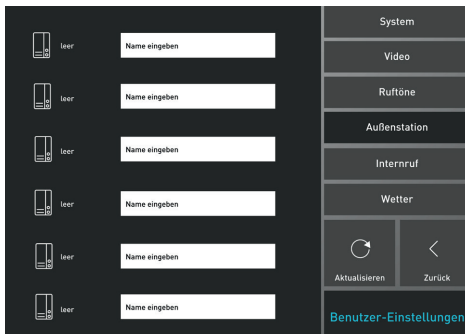 leer Name eingeben
leer Name eingeben
leer Name eingeben
leer Name eingeben
leer Name eingeben
leer Name eingeben
System
Video
Ruftöne
Außenstation
Internruf
Wetter
Aktualisieren Zurück
Benutzer-Einstellungen